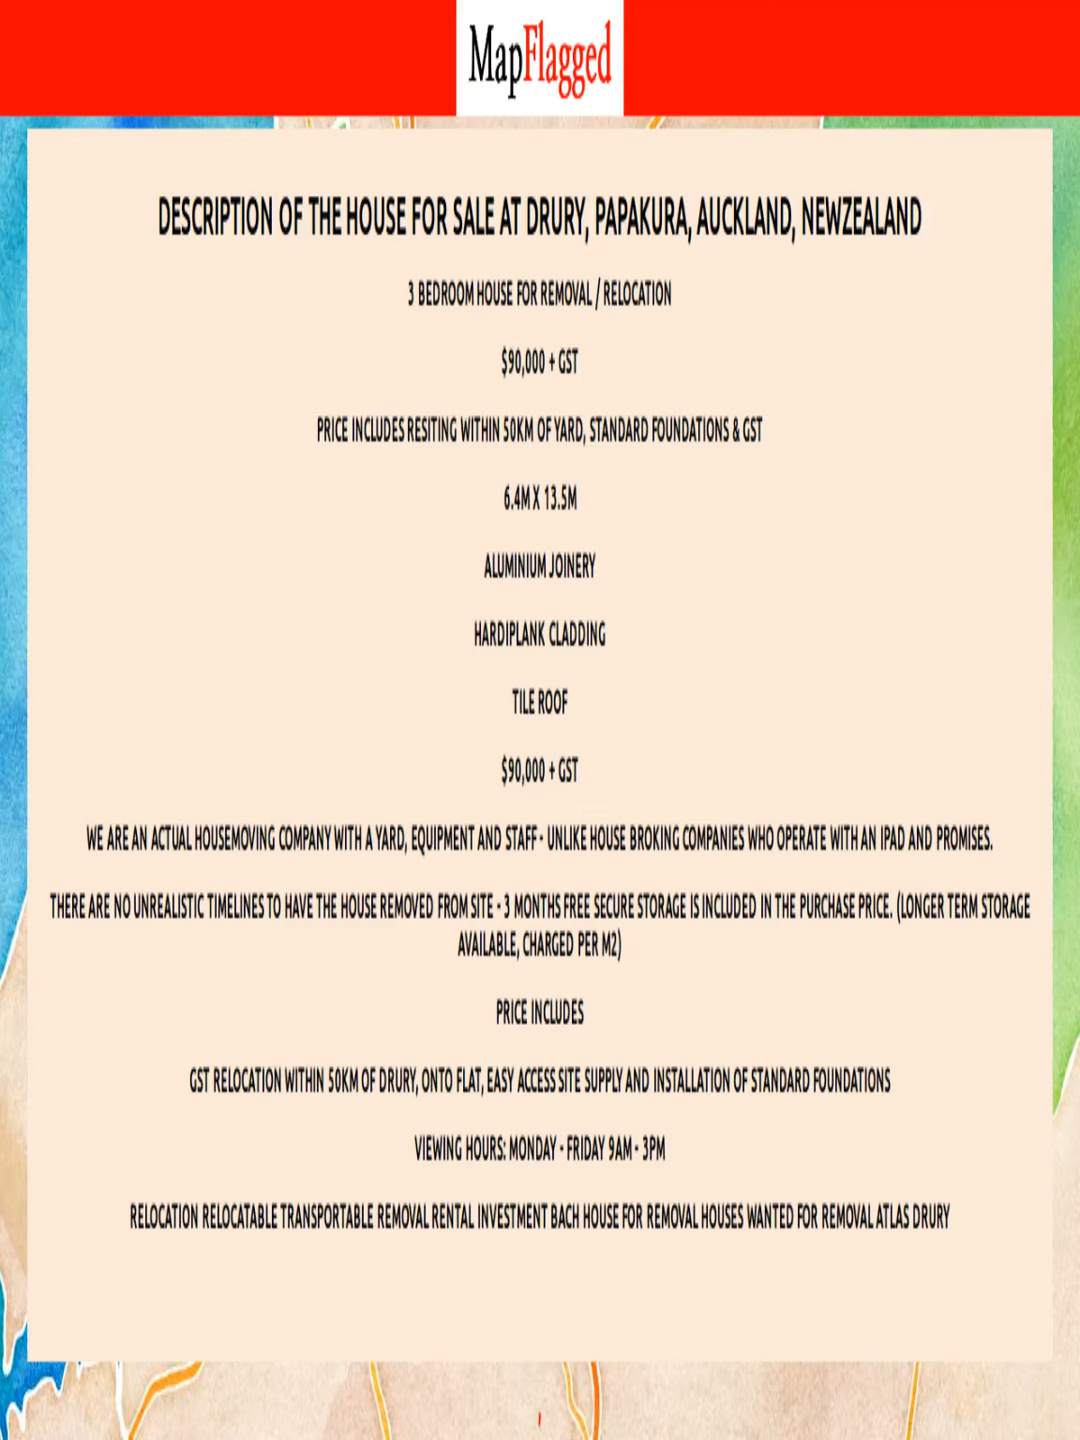 MapFlagged
DESCRIPTION OF THE HOUSE FOR SALE AT DRURY, PAPAKURA, AUCKLAND, NEWZEALAND
3 BEDROOM HOUSE FOR REMOVAL / RELOCATION
$90,000 + GST
PRICE INCLUDES RESITING WITHIN 50KM OF YARD, STANDARD FOUNDATIONS & GST
6.4M X 13.5M
ALUMINIUM JOINERY
HARDIPLANK CLADDING
TILE ROOF
$90,000 + GST
WE ARE AN ACTUAL HOUSEMOVING COMPANY WITH A YARD, EQUIPMENT AND STAFF - UNLIKE HOUSE BROKING COMPANIES WHO OPERATE WITH AN IPAD AND PROMISES.
THERE ARE NO UNREALISTIC TIMELINES TO HAVE THE HOUSE REMOVED FROM SITE - 3 MONTHS FREE SECURE STORAGE IS INCLUDED IN THE PURCHASE PRICE. (LONGER TERM STORAGE
AVAILABLE, CHARGED PER M2)
PRICE INCLUDES
GST RELOCATION WITHIN 50KM OF DRURY, ONTO FLAT, EASY ACCESS SITE SUPPLY AND INSTALLATION OF STANDARD FOUNDATIONS
VIEWING HOURS: MONDAY - FRIDAY 9AM - 3PM
RELOCATION RELOCATABLE TRANSPORTABLE REMOVAL RENTAL INVESTMENT BACH HOUSE FOR REMOVAL HOUSES WANTED FOR REMOVAL ATLAS DRURY